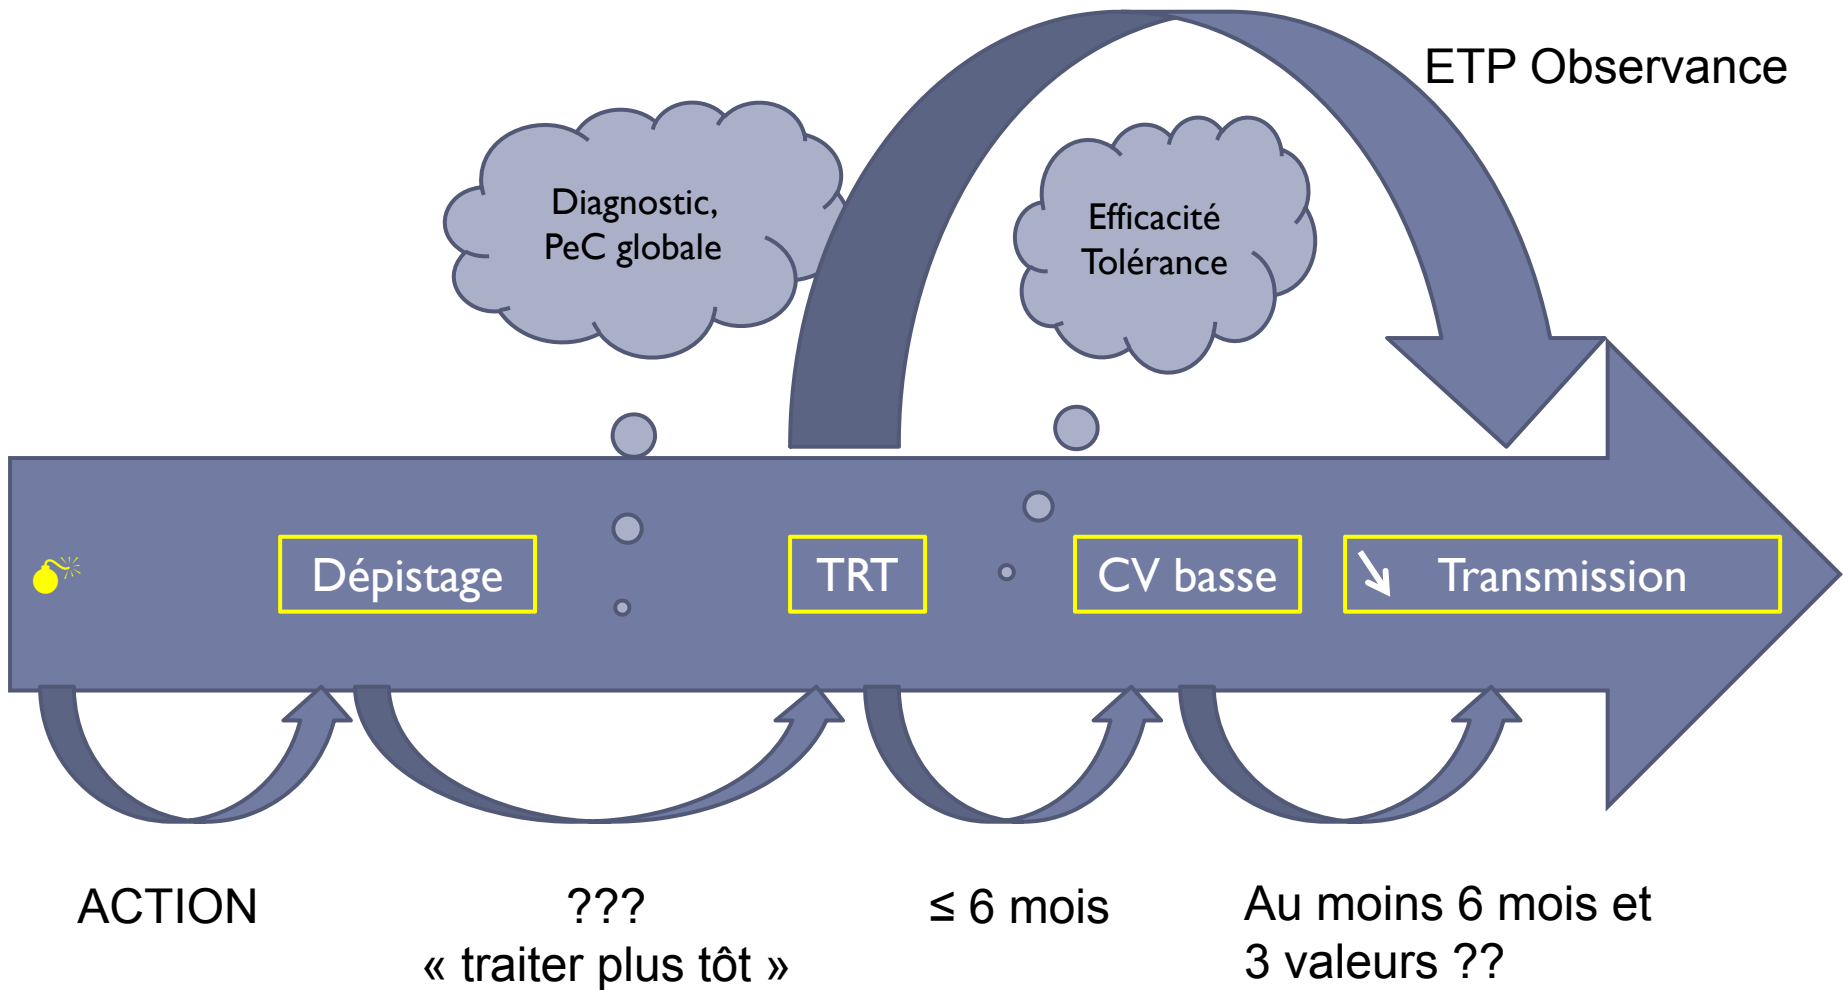 ETP Observance
Diagnostic,
PeC globale
Efficacité
Tolérance
Dépistage
TRT
CV basse
Transmission
ACTION
???
« traiter plus tôt »
≤ 6 mois
Au moins 6 mois et
3 valeurs ??